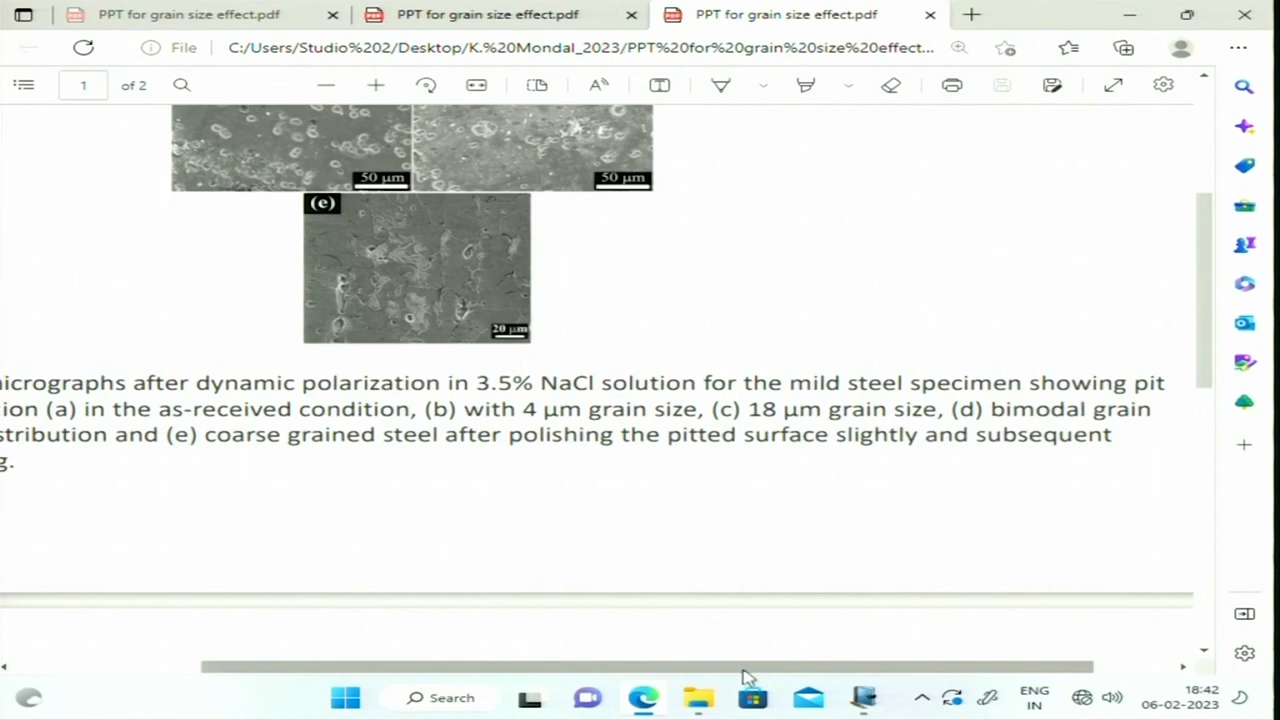 PPT for grain size effect.pdf
PPT for grain size effect.pdf
PPT for grain size effect.pdf
File
C:/Users/Studio%202/Desktop/K.%20Mondal_2023/PPT%20for%20grain%20size%20effect...
1 of 2
50 μm
50 μm
(e)
20 μm
icrographs after dynamic polarization in 3.5% NaCl solution for the mild steel specimen showing pit
ion (a) in the as-received condition, (b) with 4 μm grain size, (c) 18 μm grain size, (d) bimodal grain
stribution and (e) coarse grained steel after polishing the pitted surface slightly and subsequent
g.
Search
ENG
IN
18:42
06-02-2023